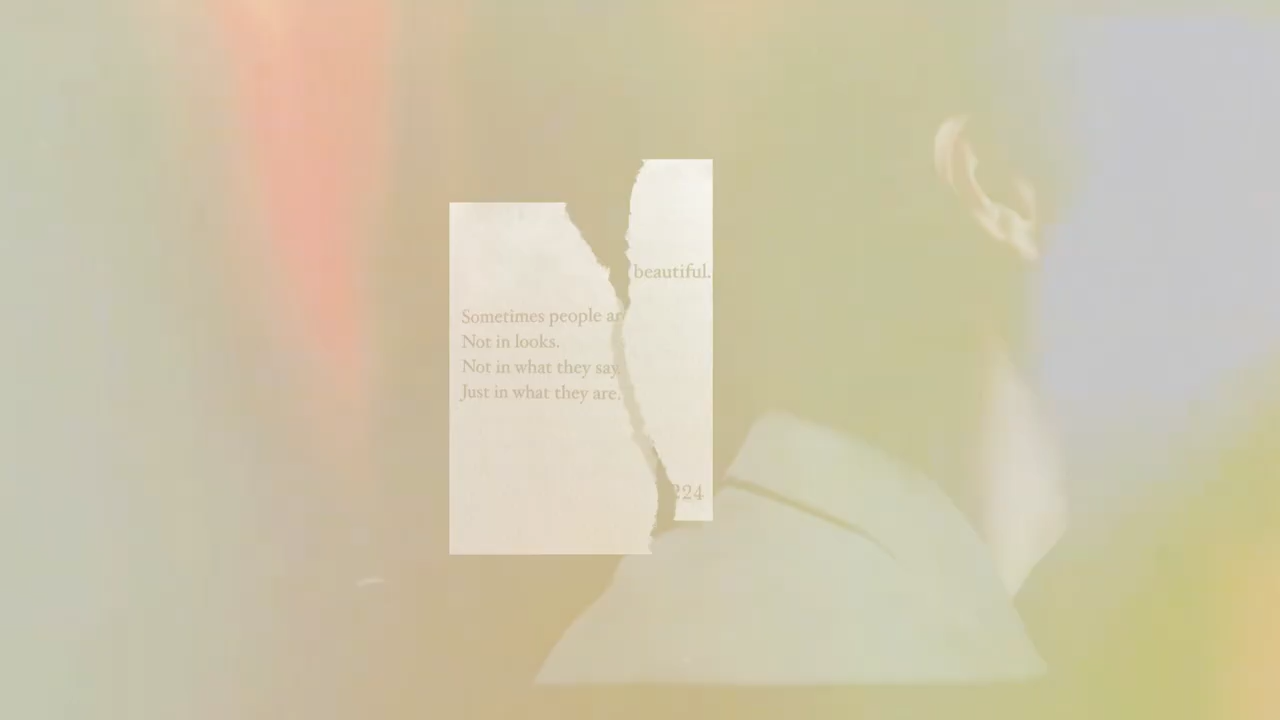 beautiful.
Sometimes people ar
Not in looks.
Not in what they say.
Just in what they are.
224